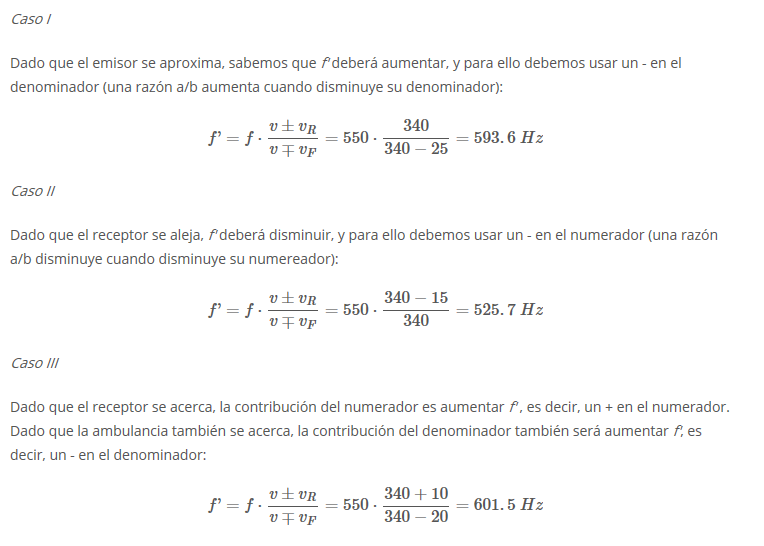 Caso I
Dado que el emisor se aproxima, sabemos que f' deberá aumentar, y para ello debemos usar un - en el
denominador (una razón a/b aumenta cuando disminuye su denominador):
f' = f · (v ± v_R)/(v ∓ v_F) = 550 · 340/(340 − 25) = 593.6 Hz
Caso II
Dado que el receptor se aleja, f' deberá disminuir, y para ello debemos usar un - en el numerador (una razón
a/b disminuye cuando disminuye su numereador):
f' = f · (v ± v_R)/(v ∓ v_F) = 550 · (340 − 15)/340 = 525.7 Hz
Caso III
Dado que el receptor se acerca, la contribución del numerador es aumentar f', es decir, un + en el numerador.
Dado que la ambulancia también se acerca, la contribución del denominador también será aumentar f', es
decir, un - en el denominador:
f' = f · (v ± v_R)/(v ∓ v_F) = 550 · (340 + 10)/(340 − 20) = 601.5 Hz